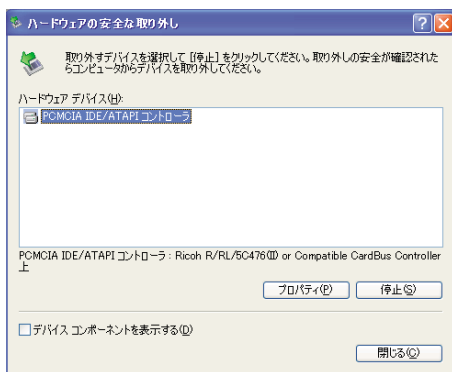 ハードウェアの安全な取り外し
取り外すデバイスを選択して [停止] をクリックしてください。取り外しの安全が確認された
らコンピュータからデバイスを取り外してください。
ハードウェア デバイス(H):
PCMCIA IDE/ATAPI コントローラ
PCMCIA IDE/ATAPI コントローラ : Ricoh R/RL/5C476(II) or Compatible CardBus Controller
上
プロパティ(P) 停止(S)
デバイス コンポーネントを表示する(D)
閉じる(C)